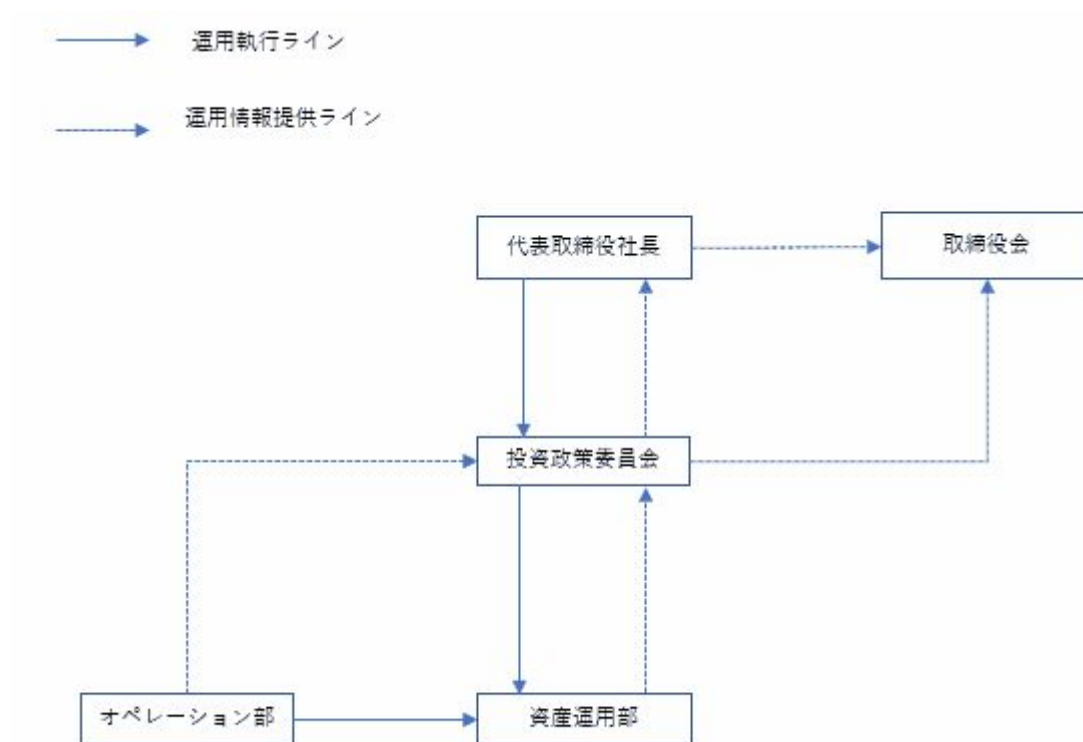 運用執行ライン
運用情報提供ライン
代表取締役社長
取締役会
投資政策委員会
オペレーション部
資産運用部